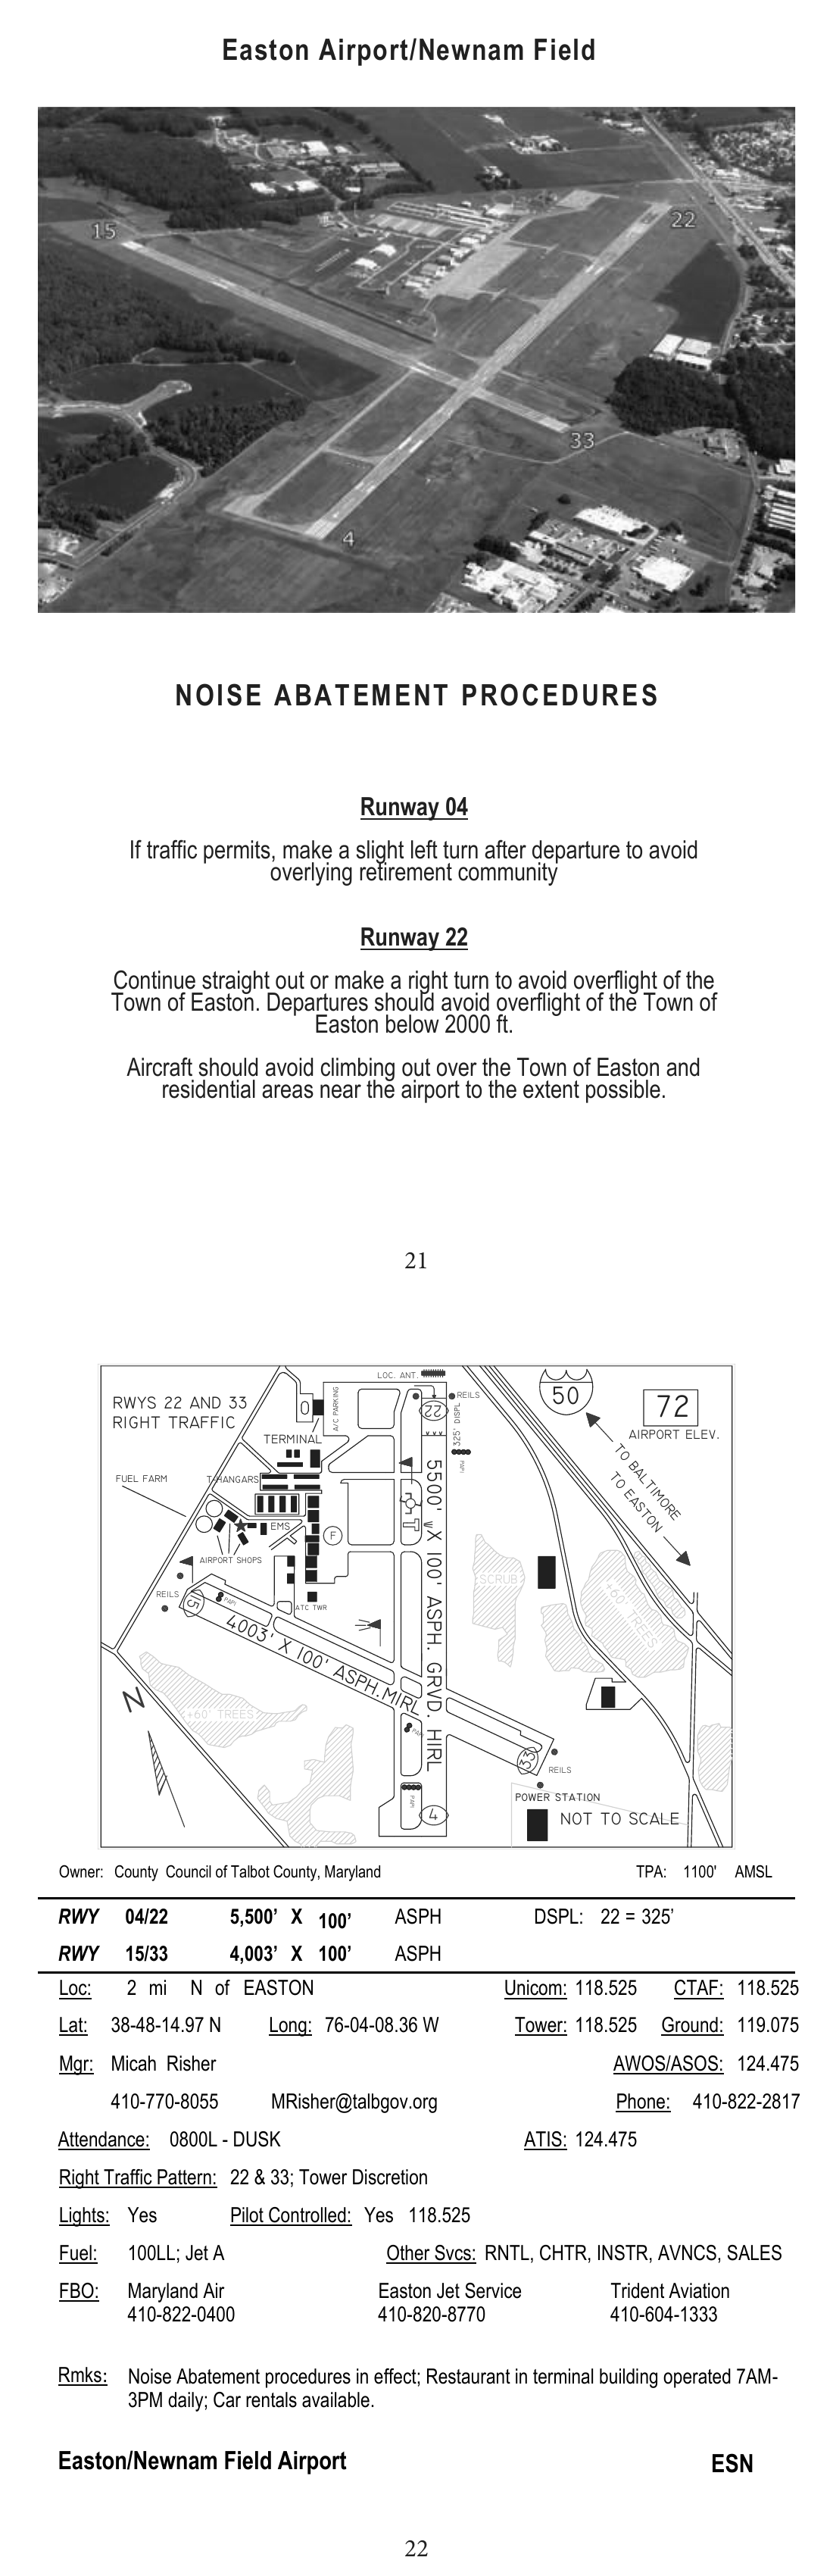 Easton Airport/Newnam Field
15
22
33
4
NOISE ABATEMENT PROCEDURES
Runway 04
If traffic permits, make a slight left turn after departure to avoid
overlying retirement community
Runway 22
Continue straight out or make a right turn to avoid overflight of the
Town of Easton. Departures should avoid overflight of the Town of
Easton below 2000 ft.
Aircraft should avoid climbing out over the Town of Easton and
residential areas near the airport to the extent possible.
21
LOC. ANT.
RWYS 22 AND 33
RIGHT TRAFFIC
A/C PARKING
REILS
22
325' DISPL
50
72
AIRPORT ELEV.
TERMINAL
TO BALTIMORE
TO EASTON
FUEL FARM
T-HANGARS
PAPI
EMS
F
AIRPORT SHOPS
5500' X 100' ASPH. GRVD. HIRL
SCRUB
+60' TREES
REILS
15
PAPI
ATC TWR
4003' X 100' ASPH. MIRL
N
+60' TREES
PAPI
33
REILS
PAPI
4
POWER STATION
NOT TO SCALE
Owner: County Council of Talbot County, Maryland TPA: 1100' AMSL
RWY 04/22 5,500' X 100' ASPH DSPL: 22 = 325'
RWY 15/33 4,003' X 100' ASPH
Loc: 2 mi N of EASTON Unicom: 118.525 CTAF: 118.525
Lat: 38-48-14.97 N Long: 76-04-08.36 W Tower: 118.525 Ground: 119.075
Mgr: Micah Risher AWOS/ASOS: 124.475
410-770-8055 MRisher@talbgov.org Phone: 410-822-2817
Attendance: 0800L - DUSK ATIS: 124.475
Right Traffic Pattern: 22 & 33; Tower Discretion
Lights: Yes Pilot Controlled: Yes 118.525
Fuel: 100LL; Jet A Other Svcs: RNTL, CHTR, INSTR, AVNCS, SALES
FBO: Maryland Air Easton Jet Service Trident Aviation
410-822-0400 410-820-8770 410-604-1333
Rmks: Noise Abatement procedures in effect; Restaurant in terminal building operated 7AM-
3PM daily; Car rentals available.
Easton/Newnam Field Airport ESN
22